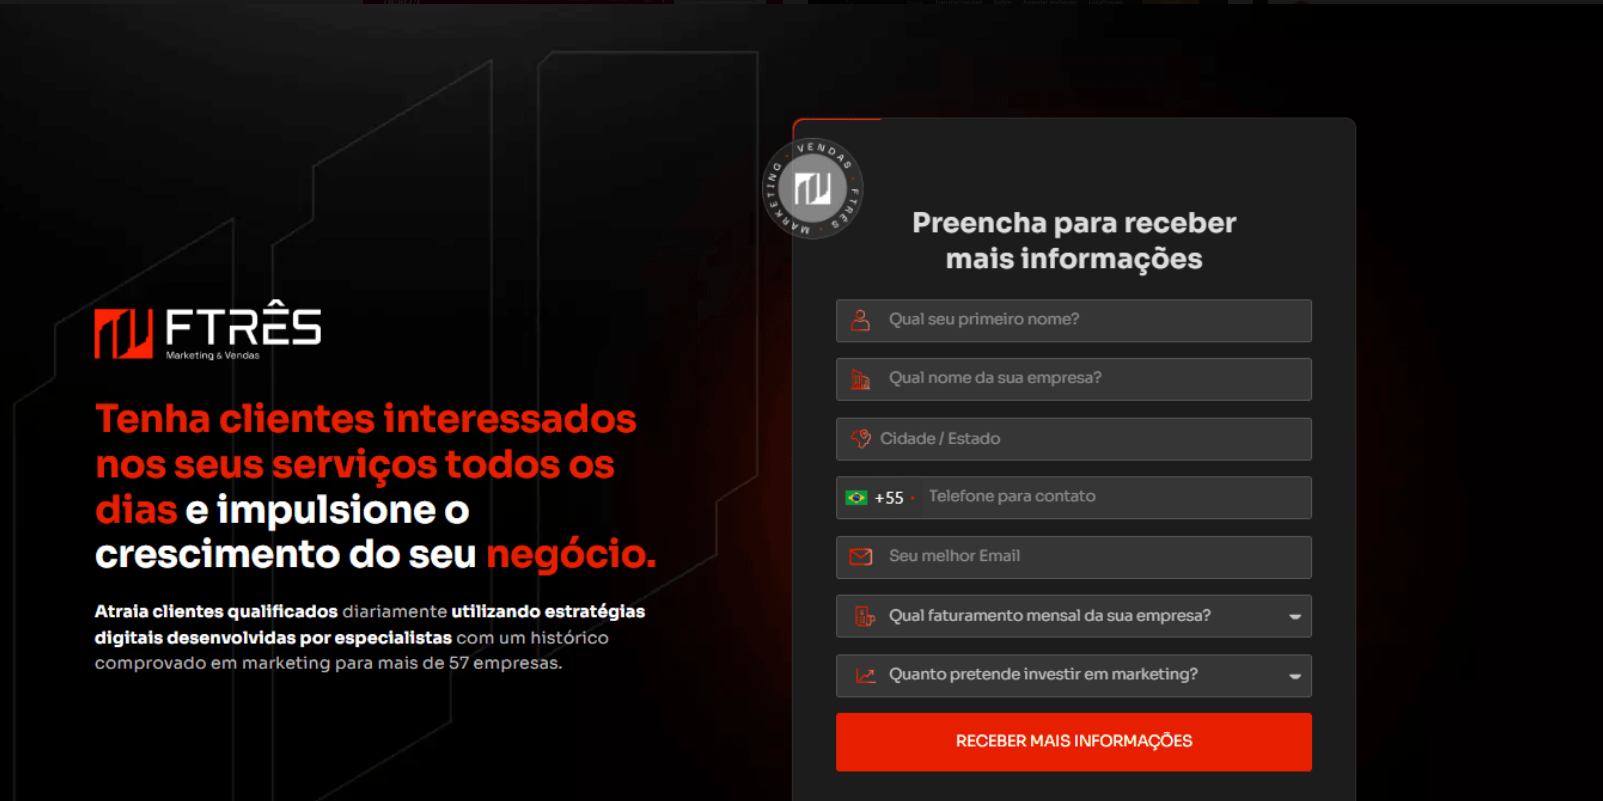 FTRÊS
Marketing & Vendas
Tenha clientes interessados
nos seus serviços todos os
dias e impulsione o
crescimento do seu negócio.
Atraia clientes qualificados diariamente utilizando estratégias
digitais desenvolvidas por especialistas com um histórico
comprovado em marketing para mais de 57 empresas.
MARKETING • VENDAS • FTRÊS •
Preencha para receber
mais informações
Qual seu primeiro nome?
Qual nome da sua empresa?
Cidade / Estado
+55 Telefone para contato
Seu melhor Email
Qual faturamento mensal da sua empresa?
Quanto pretende investir em marketing?
RECEBER MAIS INFORMAÇÕES